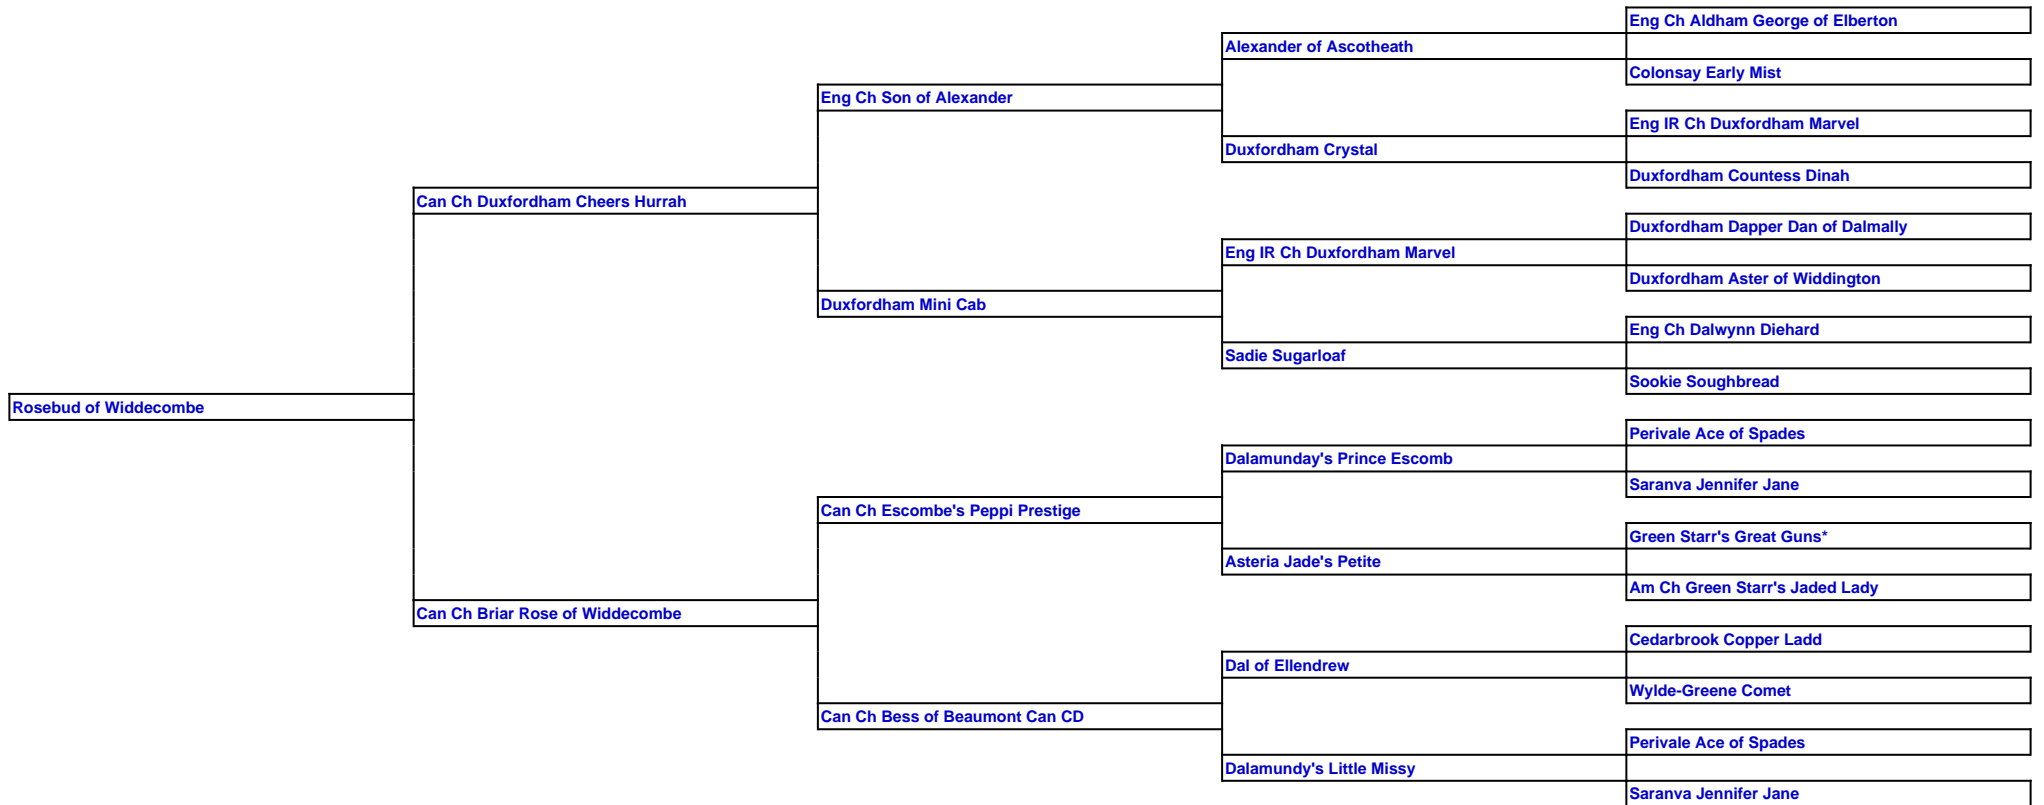 Eng Ch Aldham George of Elberton
Alexander of Ascotheath
Colonsay Early Mist
Eng Ch Son of Alexander
Eng IR Ch Duxfordham Marvel
Duxfordham Crystal
Duxfordham Countess Dinah
Can Ch Duxfordham Cheers Hurrah
Duxfordham Dapper Dan of Dalmally
Eng IR Ch Duxfordham Marvel
Duxfordham Aster of Widdington
Duxfordham Mini Cab
Eng Ch Dalwynn Diehard
Sadie Sugarloaf
Sookie Soughbread
Rosebud of Widdecombe
Perivale Ace of Spades
Dalamunday's Prince Escomb
Saranva Jennifer Jane
Can Ch Escombe's Peppi Prestige
Green Starr's Great Guns*
Asteria Jade's Petite
Am Ch Green Starr's Jaded Lady
Can Ch Briar Rose of Widdecombe
Cedarbrook Copper Ladd
Dal of Ellendrew
Wylde-Greene Comet
Can Ch Bess of Beaumont Can CD
Perivale Ace of Spades
Dalamundy's Little Missy
Saranva Jennifer Jane